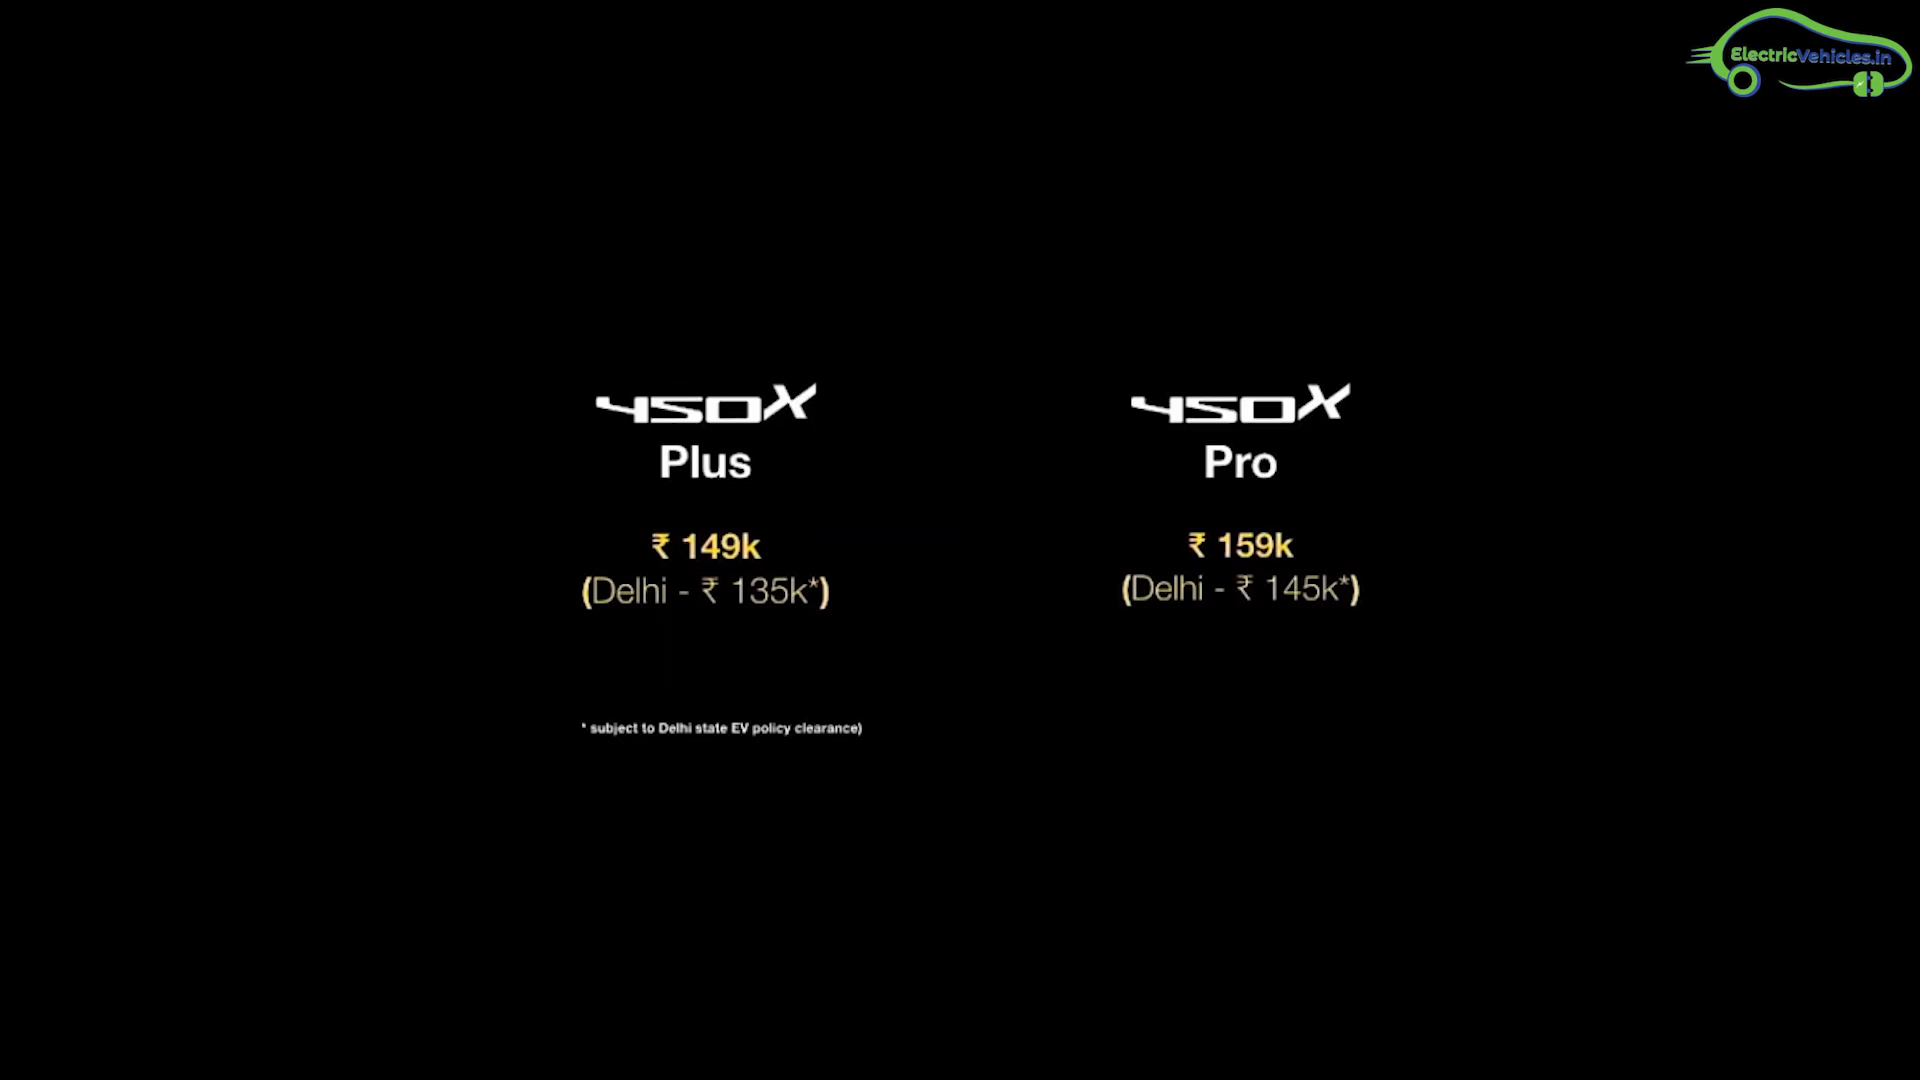 ElectricVehicles.in
450X
Plus
₹ 149k
(Delhi - ₹ 135k*)
* subject to Delhi state EV policy clearance)
450X
Pro
₹ 159k
(Delhi - ₹ 145k*)